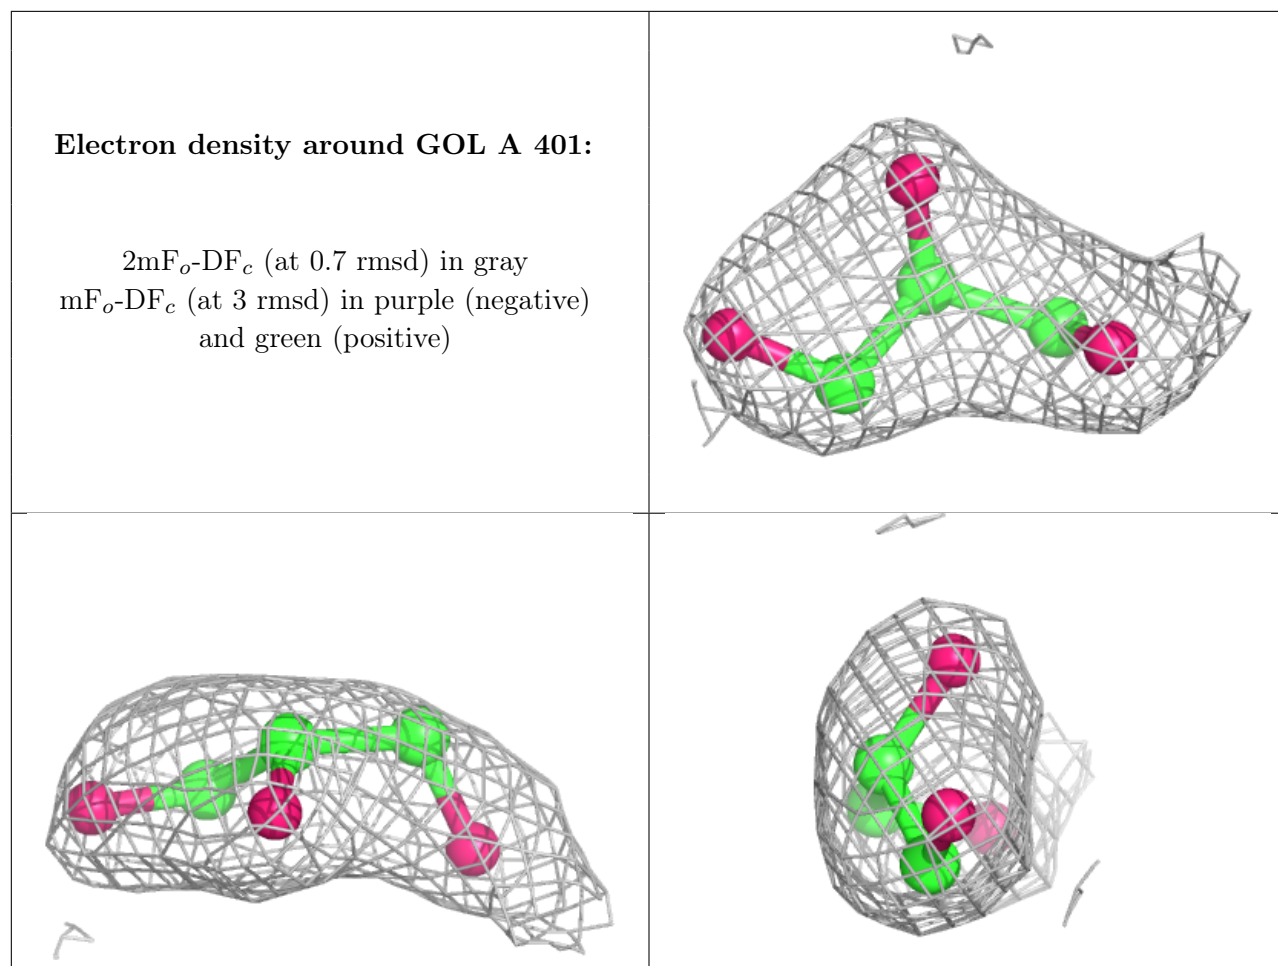 Electron density around GOL A 401:
2mFo-DFc (at 0.7 rmsd) in gray
mFo-DFc (at 3 rmsd) in purple (negative)
and green (positive)